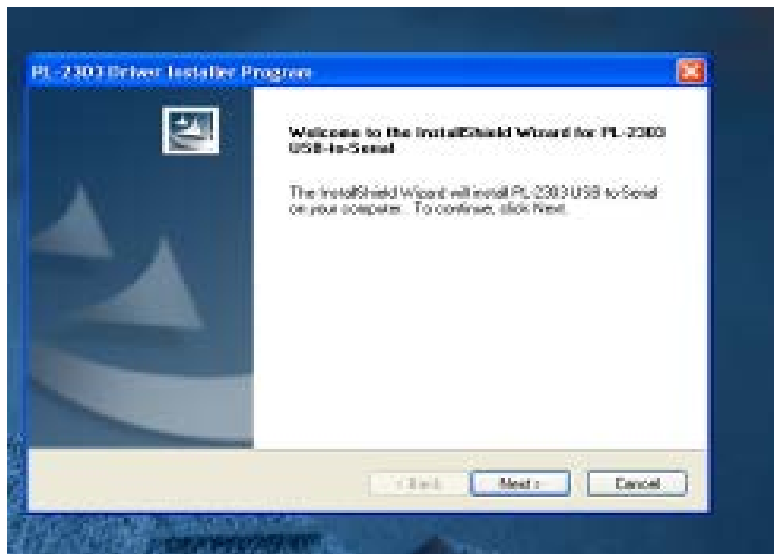 PL-2303 Driver Installer Program
Welcome to the InstallShield Wizard for PL-2303
USB-to-Serial
The InstallShield Wizard will install PL-2303 USB-to-Serial
on your computer. To continue, click Next.
< Back
Next >
Cancel